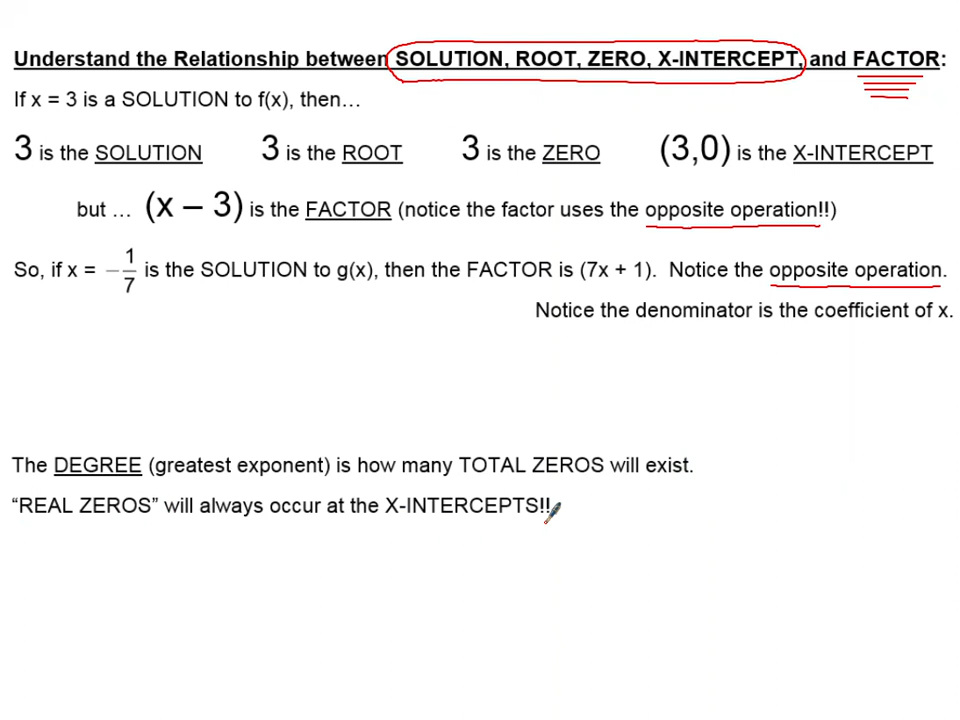 Understand the Relationship between SOLUTION, ROOT, ZERO, X-INTERCEPT, and FACTOR:
If x = 3 is a SOLUTION to f(x), then…
3 is the SOLUTION 3 is the ROOT 3 is the ZERO (3,0) is the X-INTERCEPT
but … (x – 3) is the FACTOR (notice the factor uses the opposite operation!!)
So, if x = −1/7 is the SOLUTION to g(x), then the FACTOR is (7x + 1). Notice the opposite operation.
Notice the denominator is the coefficient of x.
The DEGREE (greatest exponent) is how many TOTAL ZEROS will exist.
“REAL ZEROS” will always occur at the X-INTERCEPTS!!